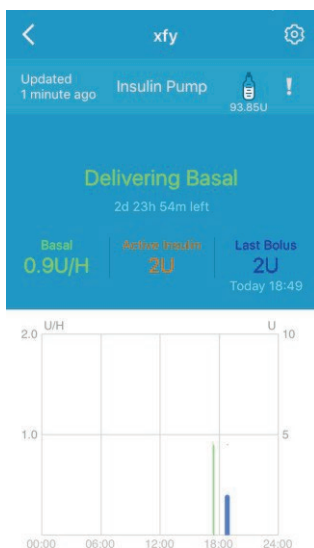 xfy
Updated
1 minute ago
Insulin Pump
93.85U
!
Delivering Basal
2d 23h 54m left
Basal
0.9U/H
Active Insulin
2U
Last Bolus
2U
Today 18:49
U/H
U
2.0
10
1.0
5
00:00 06:00 12:00 18:00 24:00